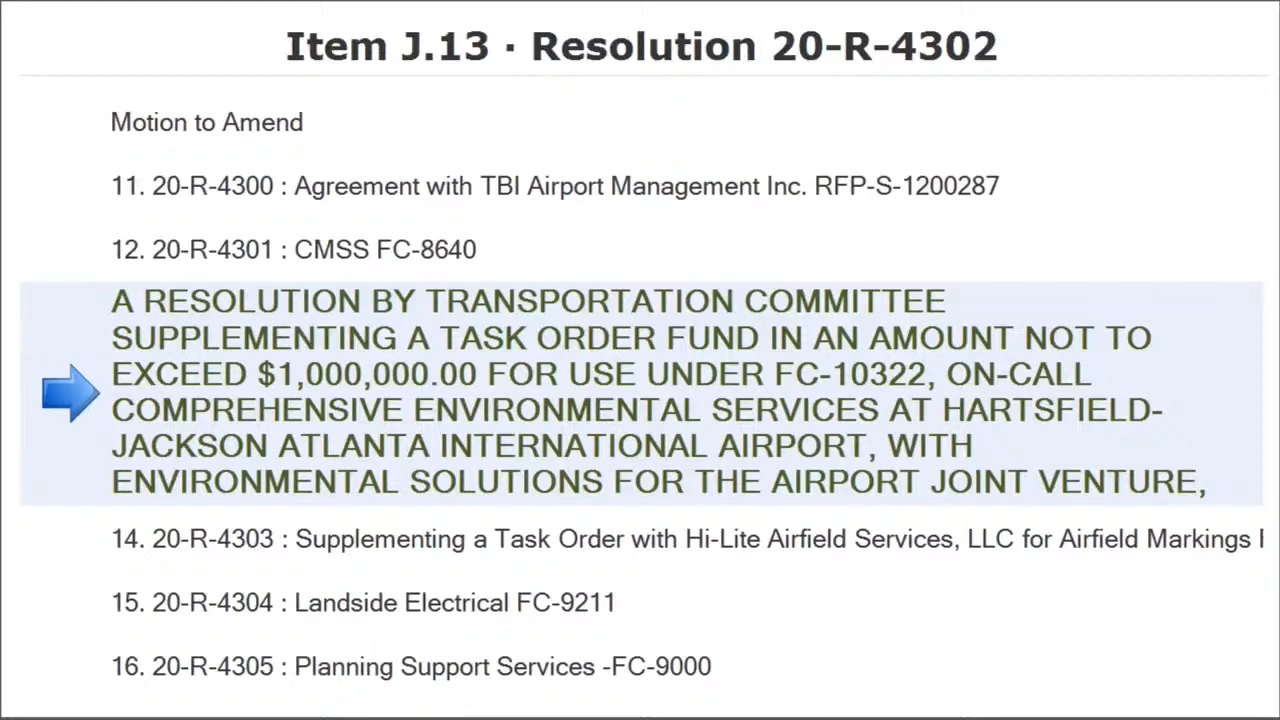 Item J.13 · Resolution 20-R-4302
Motion to Amend
11. 20-R-4300 : Agreement with TBI Airport Management Inc. RFP-S-1200287
12. 20-R-4301 : CMSS FC-8640
A RESOLUTION BY TRANSPORTATION COMMITTEE
SUPPLEMENTING A TASK ORDER FUND IN AN AMOUNT NOT TO
EXCEED $1,000,000.00 FOR USE UNDER FC-10322, ON-CALL
COMPREHENSIVE ENVIRONMENTAL SERVICES AT HARTSFIELD-
JACKSON ATLANTA INTERNATIONAL AIRPORT, WITH
ENVIRONMENTAL SOLUTIONS FOR THE AIRPORT JOINT VENTURE,
14. 20-R-4303 : Supplementing a Task Order with Hi-Lite Airfield Services, LLC for Airfield Markings
15. 20-R-4304 : Landside Electrical FC-9211
16. 20-R-4305 : Planning Support Services -FC-9000